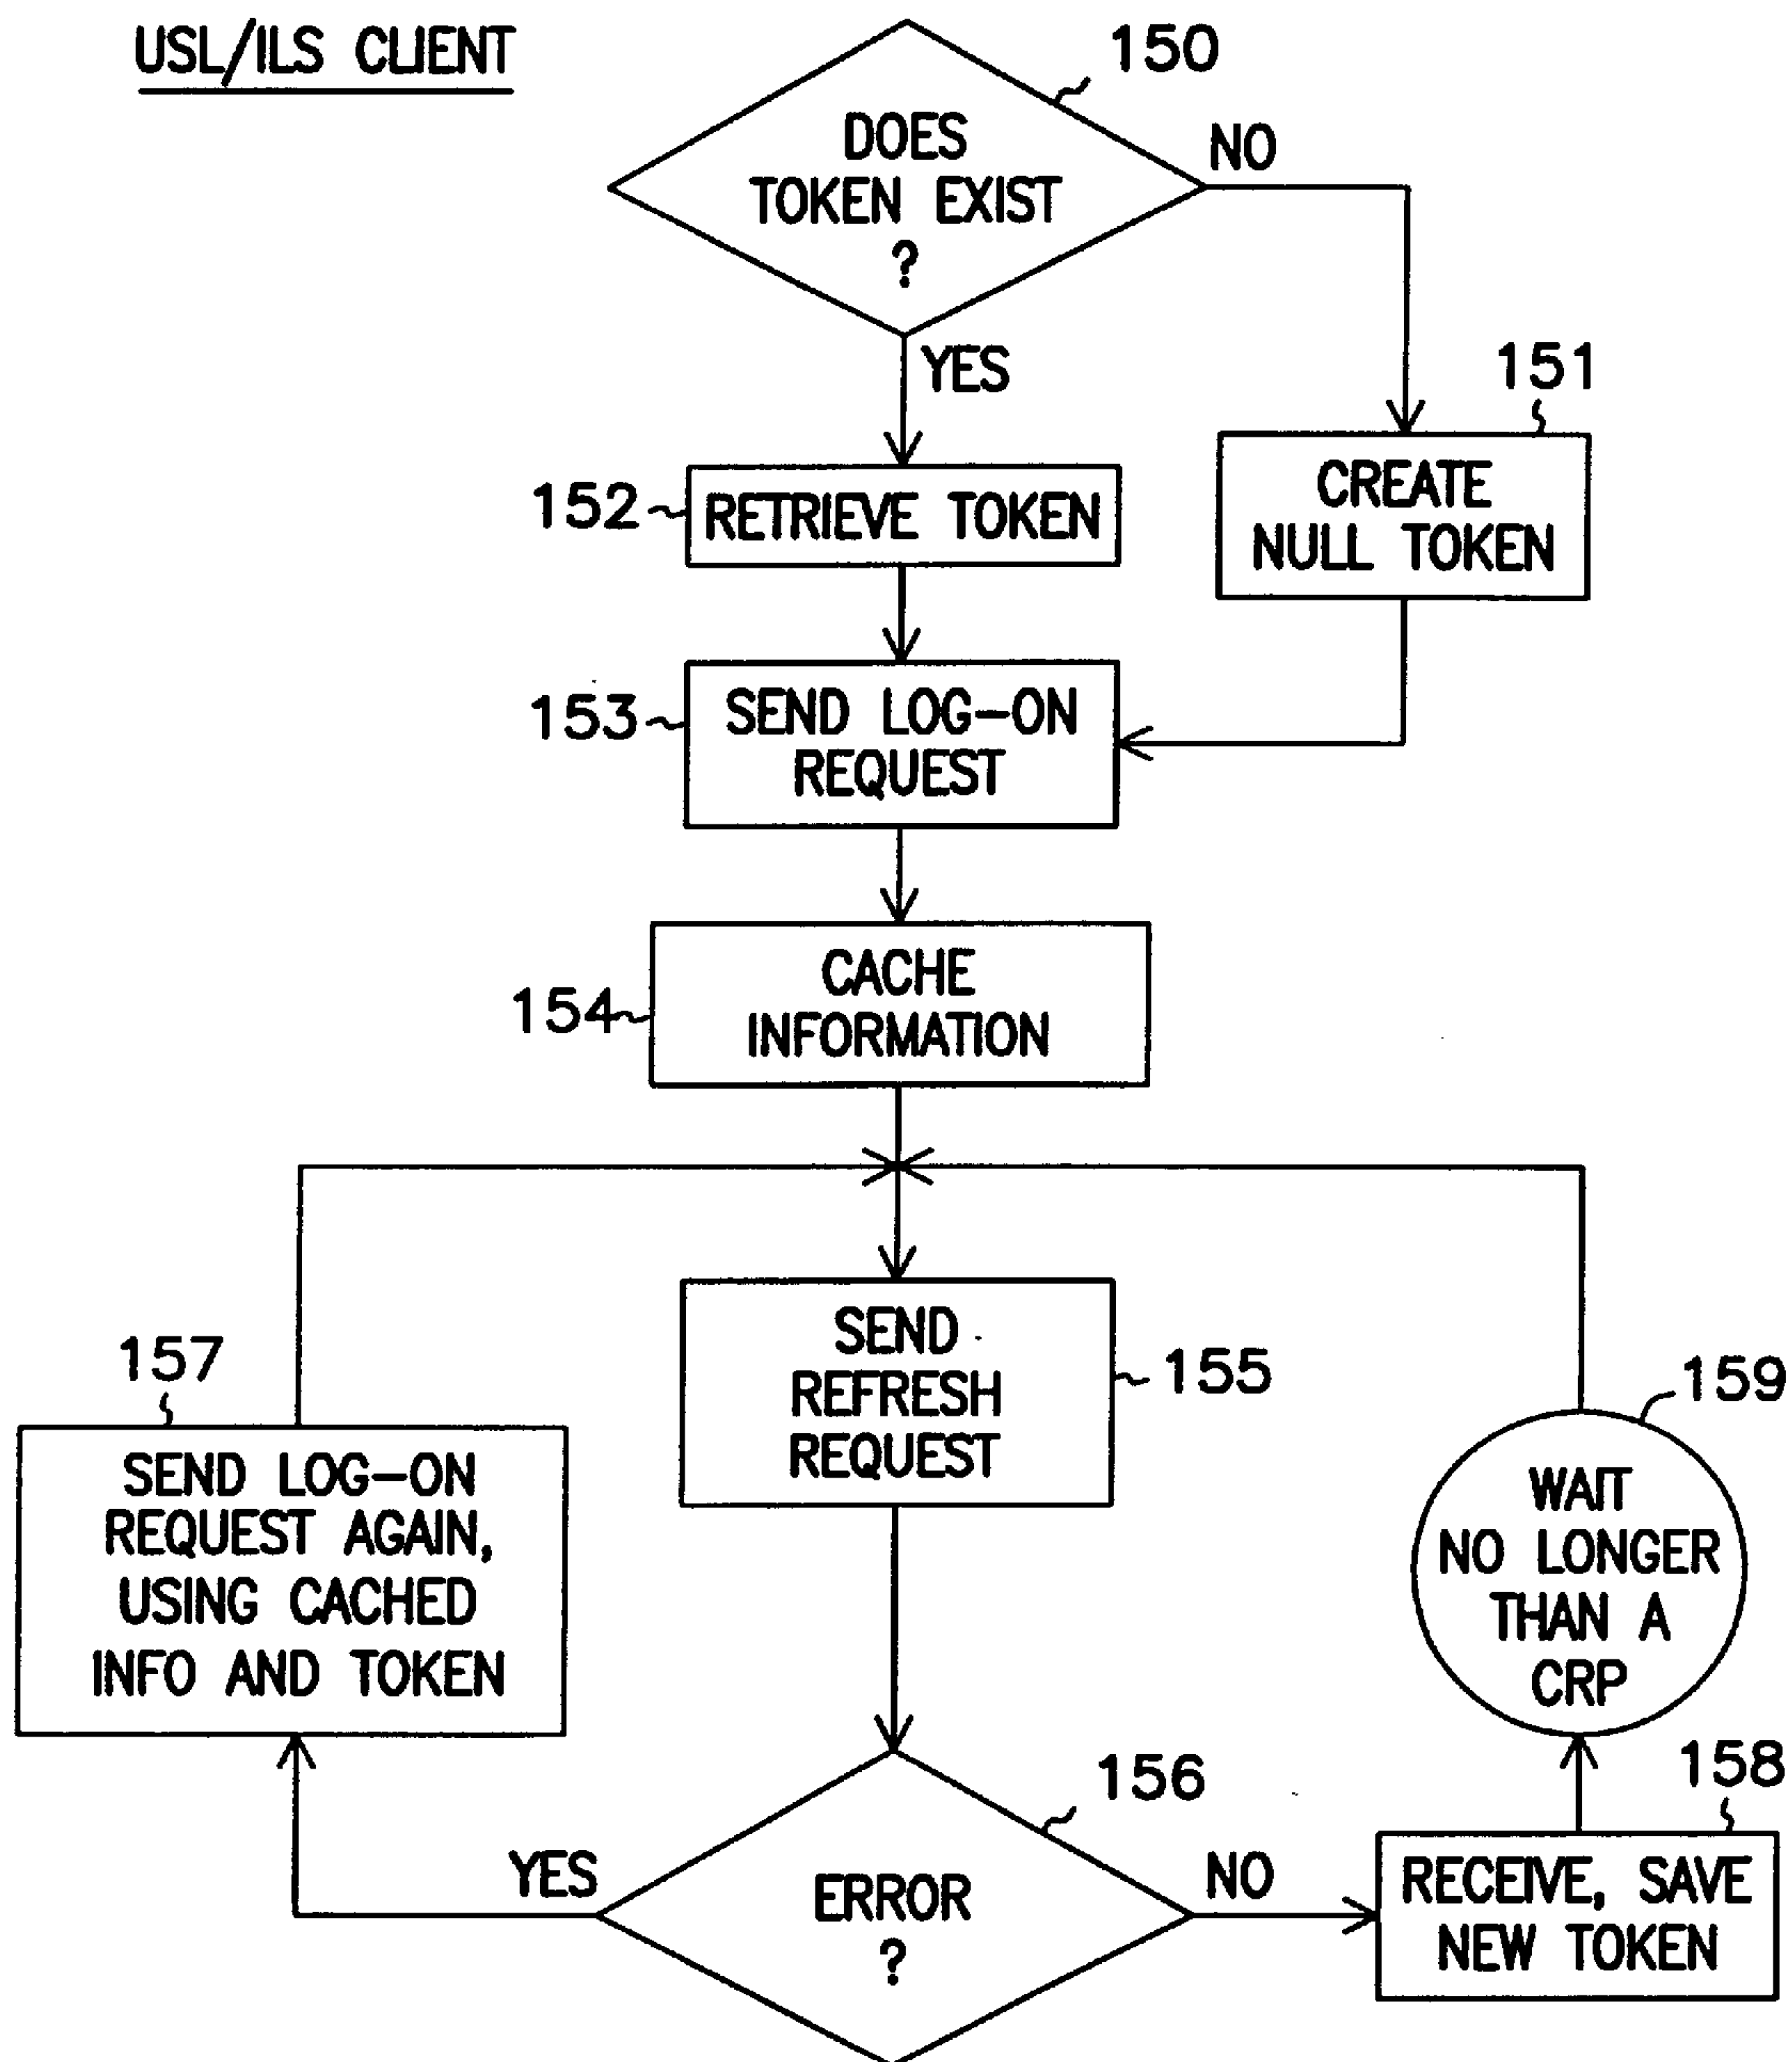 USL/ILS CLIENT
150
DOES
TOKEN EXIST
?
NO
YES
151
CREATE
NULL TOKEN
152
RETRIEVE TOKEN
153
SEND LOG-ON
REQUEST
154
CACHE
INFORMATION
155
SEND
REFRESH
REQUEST
157
SEND LOG-ON
REQUEST AGAIN,
USING CACHED
INFO AND TOKEN
159
WAIT
NO LONGER
THAN A
CRP
156
ERROR
?
YES
NO
158
RECEIVE, SAVE
NEW TOKEN